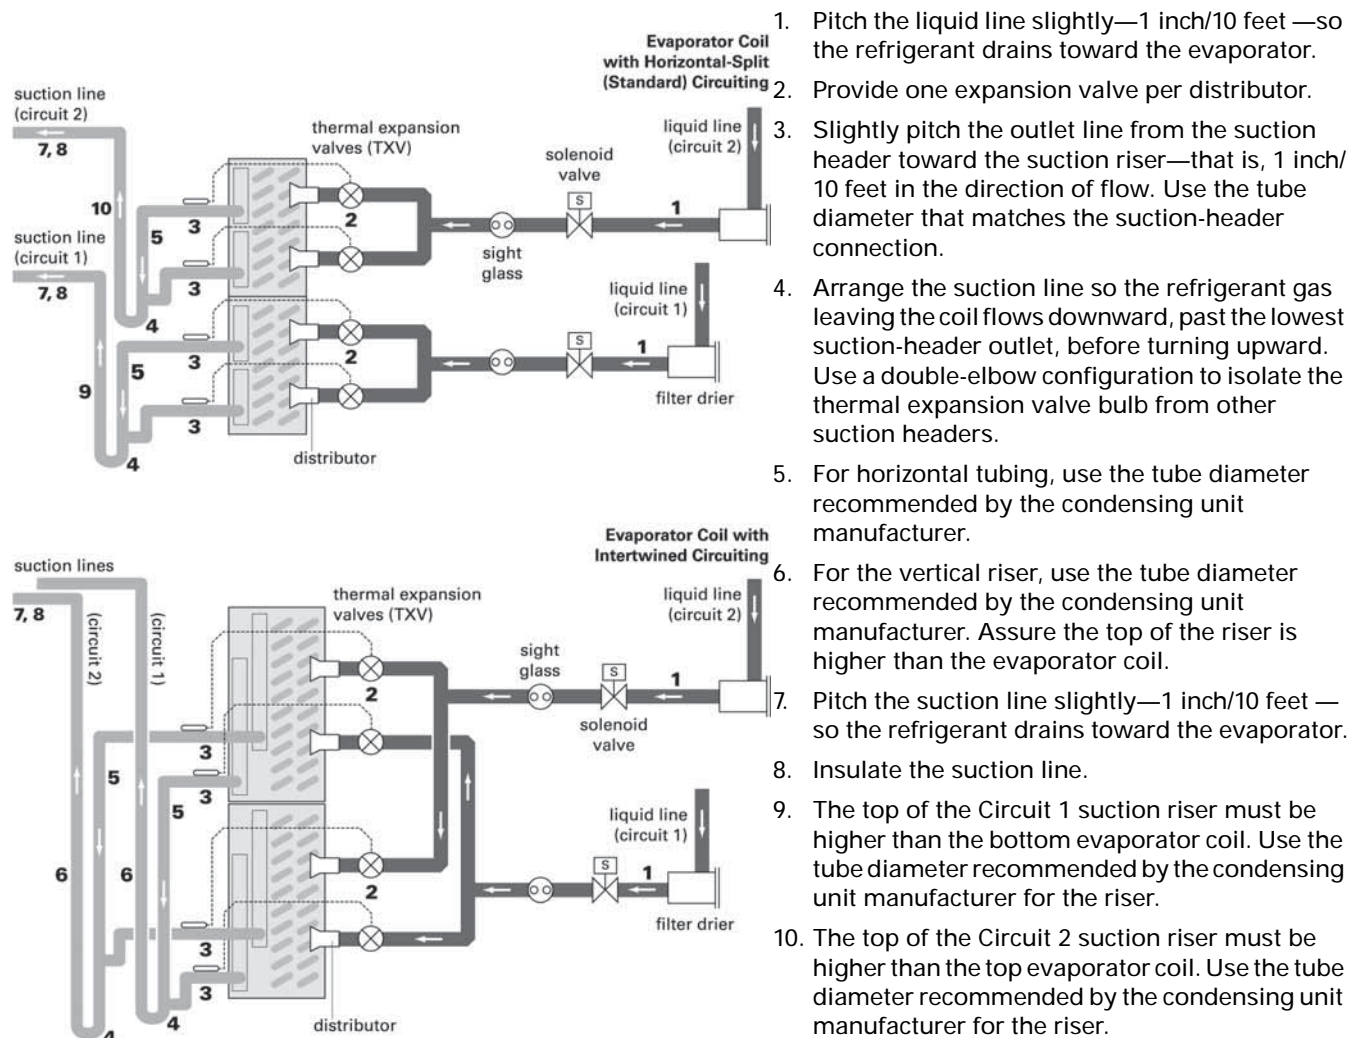 Evaporator Coil
with Horizontal-Split
(Standard) Circuiting
suction line
(circuit 2)
7, 8
thermal expansion
valves (TXV)
solenoid
valve
liquid line
(circuit 2)
S
1
2
3
10
5
sight
glass
suction line
(circuit 1)
7, 8
3
4
liquid line
(circuit 1)
S
1
2
3
5
9
3
4
filter drier
distributor
Evaporator Coil with
Intertwined Circuiting
suction lines
7, 8
(circuit 2)
(circuit 1)
thermal expansion
valves (TXV)
liquid line
(circuit 2)
sight
glass
S
1
2
solenoid
valve
3
5
3
5
liquid line
(circuit 1)
S
1
2
6
6
3
3
4
4
filter drier
distributor
1. Pitch the liquid line slightly—1 inch/10 feet —so
the refrigerant drains toward the evaporator.
2. Provide one expansion valve per distributor.
3. Slightly pitch the outlet line from the suction
header toward the suction riser—that is, 1 inch/
10 feet in the direction of flow. Use the tube
diameter that matches the suction-header
connection.
4. Arrange the suction line so the refrigerant gas
leaving the coil flows downward, past the lowest
suction-header outlet, before turning upward.
Use a double-elbow configuration to isolate the
thermal expansion valve bulb from other
suction headers.
5. For horizontal tubing, use the tube diameter
recommended by the condensing unit
manufacturer.
6. For the vertical riser, use the tube diameter
recommended by the condensing unit
manufacturer. Assure the top of the riser is
higher than the evaporator coil.
7. Pitch the suction line slightly—1 inch/10 feet —
so the refrigerant drains toward the evaporator.
8. Insulate the suction line.
9. The top of the Circuit 1 suction riser must be
higher than the bottom evaporator coil. Use the
tube diameter recommended by the condensing
unit manufacturer for the riser.
10. The top of the Circuit 2 suction riser must be
higher than the top evaporator coil. Use the tube
diameter recommended by the condensing unit
manufacturer for the riser.